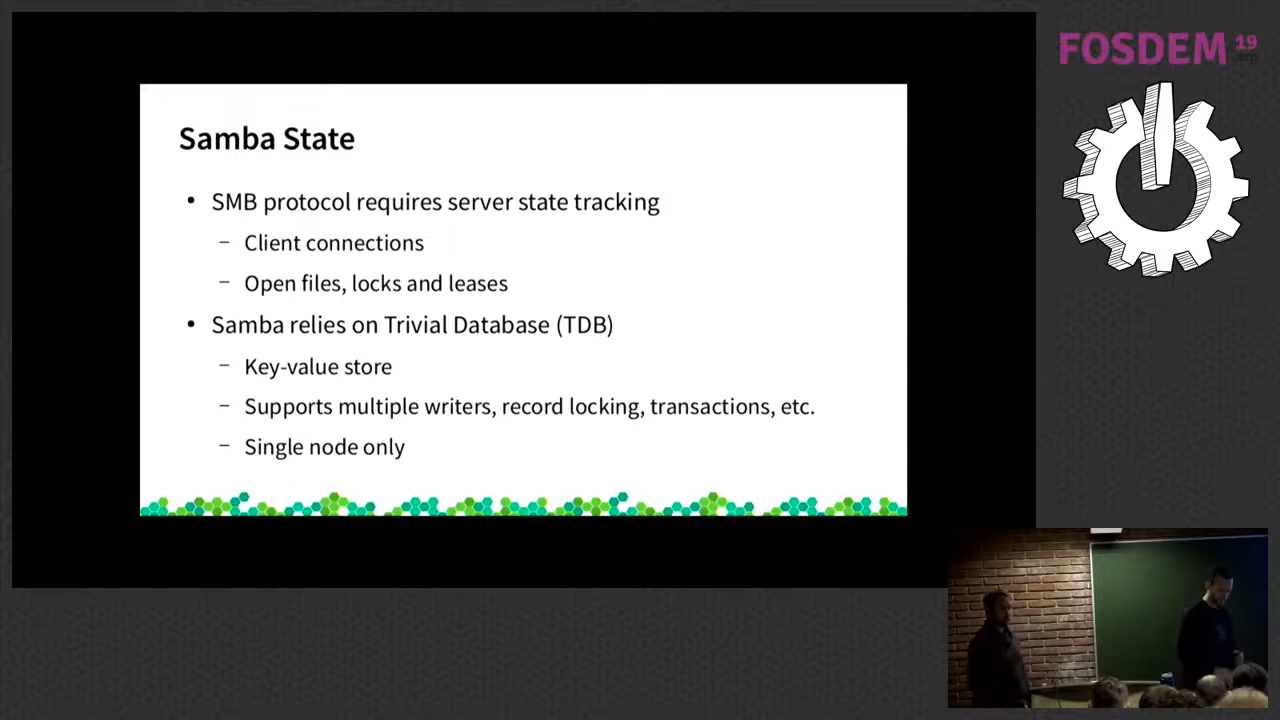 FOSDEM 19
Samba State
• SMB protocol requires server state tracking
– Client connections
– Open files, locks and leases
• Samba relies on Trivial Database (TDB)
– Key-value store
– Supports multiple writers, record locking, transactions, etc.
– Single node only